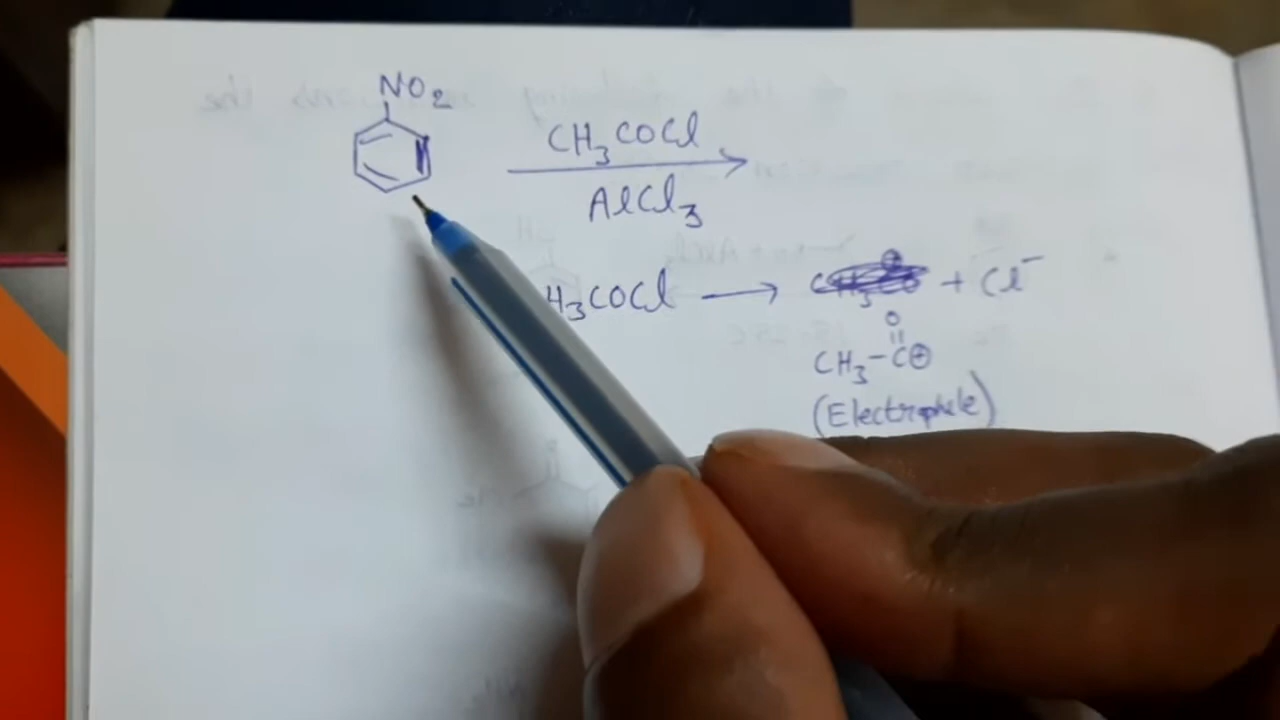 NO2
CH3COCl
AlCl3
H3COCl → + Cl⁻
O
CH3-C⊕
(Electrophile)